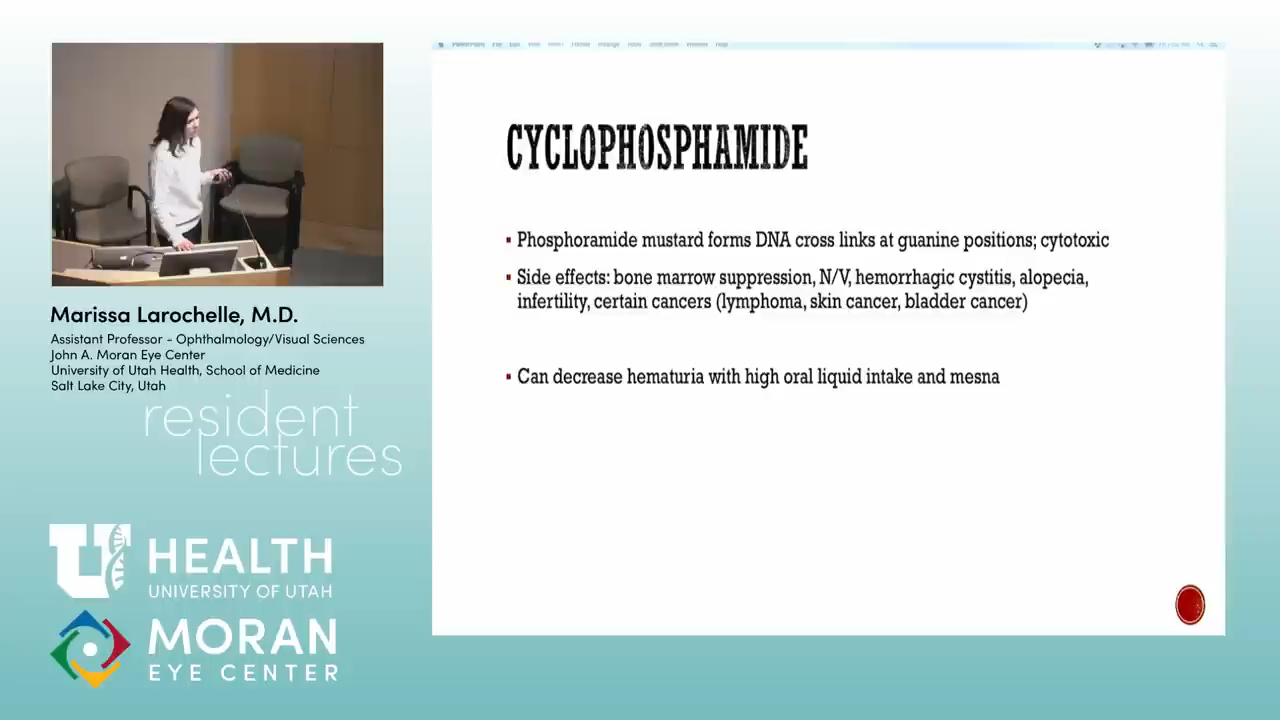 CYCLOPHOSPHAMIDE
▪ Phosphoramide mustard forms DNA cross links at guanine positions; cytotoxic
▪ Side effects: bone marrow suppression, N/V, hemorrhagic cystitis, alopecia,
infertility, certain cancers (lymphoma, skin cancer, bladder cancer)
▪ Can decrease hematuria with high oral liquid intake and mesna
Marissa Larochelle, M.D.
Assistant Professor - Ophthalmology/Visual Sciences
John A. Moran Eye Center
University of Utah Health, School of Medicine
Salt Lake City, Utah
resident
lectures
U HEALTH
UNIVERSITY OF UTAH
MORAN
EYE CENTER